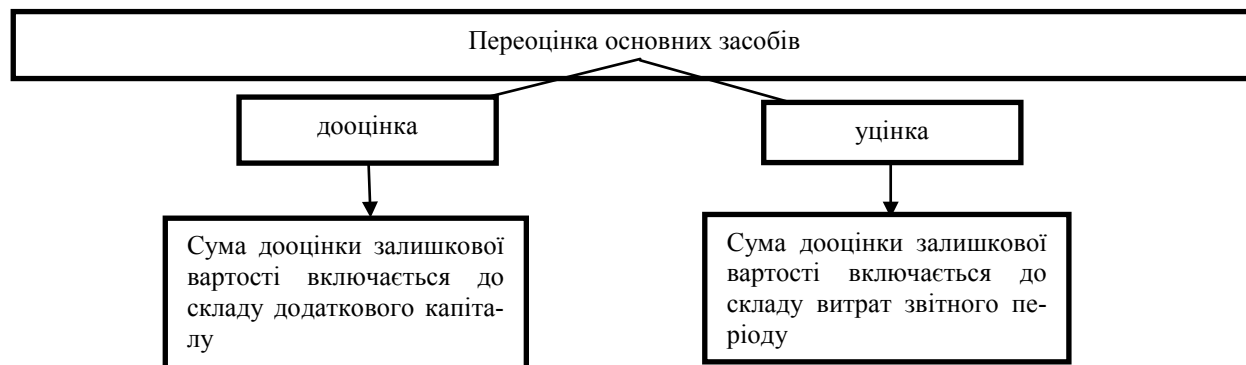 Переоцінка основних засобів
дооцінка
уцінка
Сума дооцінки залишкової
вартості включається до
складу додаткового капіта-
лу
Сума дооцінки залишкової
вартості включається до
складу витрат звітного пе-
ріоду